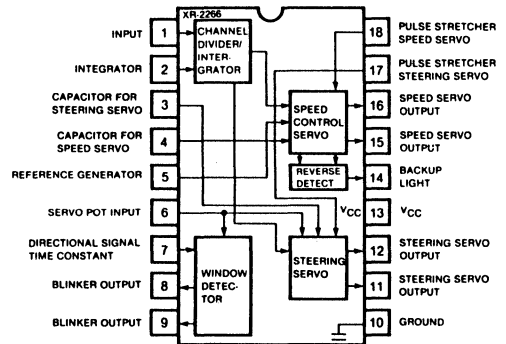 XR-2266
INPUT 1
INTEGRATOR 2
CAPACITOR FOR
STEERING SERVO 3
CAPACITOR FOR
SPEED SERVO 4
REFERENCE GENERATOR 5
SERVO POT INPUT 6
DIRECTIONAL SIGNAL
TIME CONSTANT 7
BLINKER OUTPUT 8
BLINKER OUTPUT 9
CHANNEL
DIVIDER/
INTER-
GRATOR
SPEED
CONTROL
SERVO
REVERSE
DETECT
VCC
STEERING
SERVO
WINDOW
DETEC-
TOR
18 PULSE STRETCHER
SPEED SERVO
17 PULSE STRETCHER
STEERING SERVO
16 SPEED SERVO
OUTPUT
15 SPEED SERVO
OUTPUT
14 BACKUP
LIGHT
13 VCC
12 STEERING SERVO
OUTPUT
11 STEERING SERVO
OUTPUT
10 GROUND